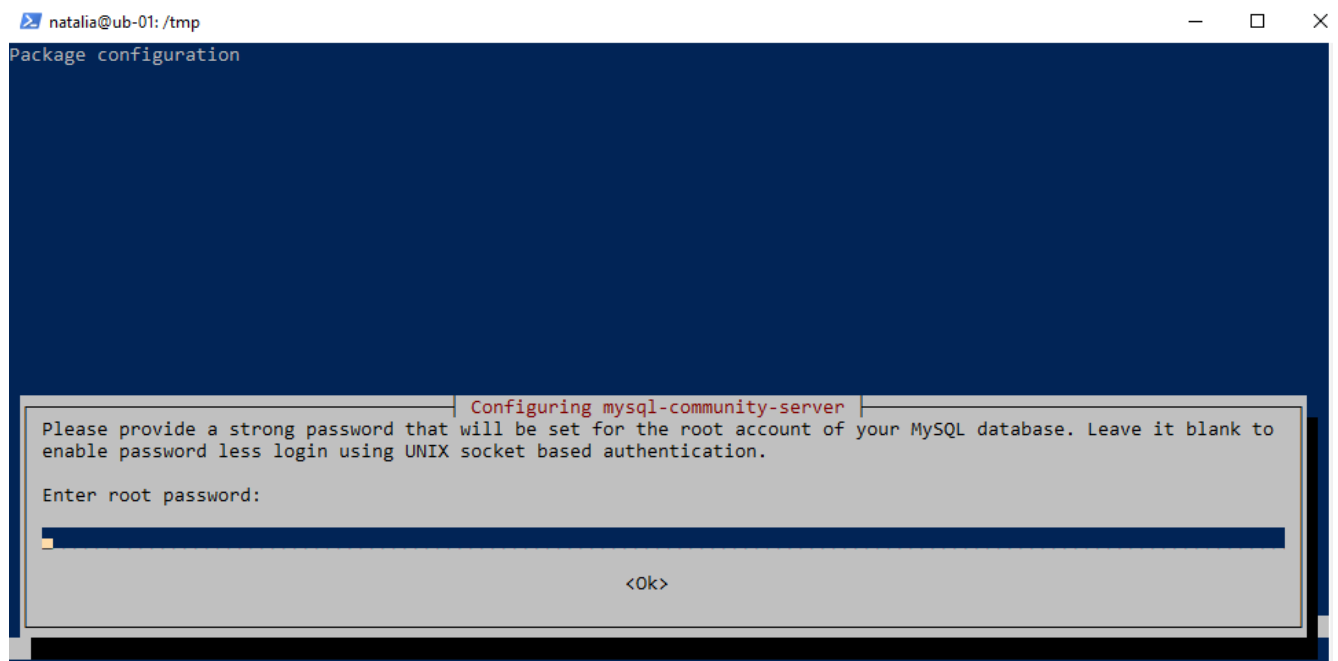 natalia@ub-01: /tmp
Package configuration
Configuring mysql-community-server
Please provide a strong password that will be set for the root account of your MySQL database. Leave it blank to
enable password less login using UNIX socket based authentication.
Enter root password:
<Ok>